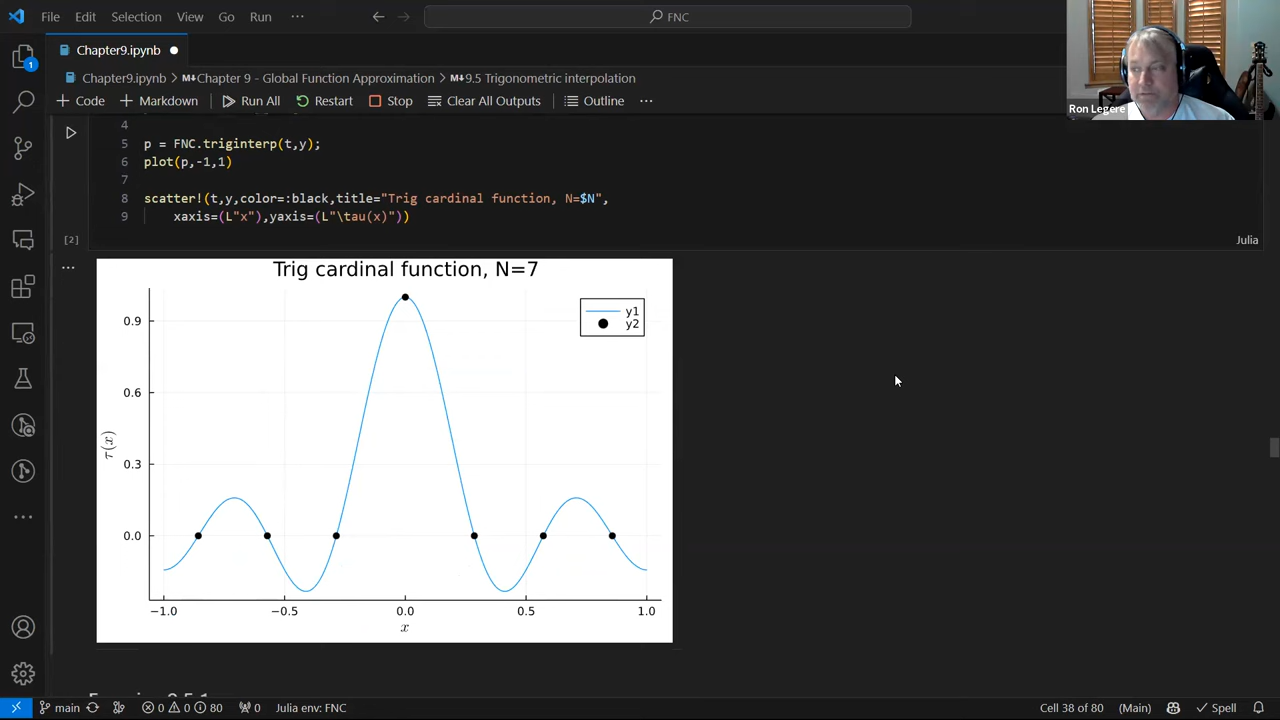 File Edit Selection View Go Run ··· FNC
Chapter9.ipynb
Chapter9.ipynb > Chapter 9 - Global Function Approximation > 9.5 Trigonometric interpolation
+ Code + Markdown Run All Restart Stop Clear All Outputs Outline ···
Ron Legere
4
5 p = FNC.triginterp(t,y);
6 plot(p,-1,1)
7
8 scatter!(t,y,color=:black,title="Trig cardinal function, N=$N",
9 xaxis=(L"x"),yaxis=(L"\tau(x)"))
[2] Julia
Trig cardinal function, N=7
y1
y2
0.9
0.6
0.3
0.0
τ(x)
−1.0 −0.5 0.0 0.5 1.0
x
1
main 0 0 80 0 Julia env: FNC Cell 38 of 80 (Main) Spell